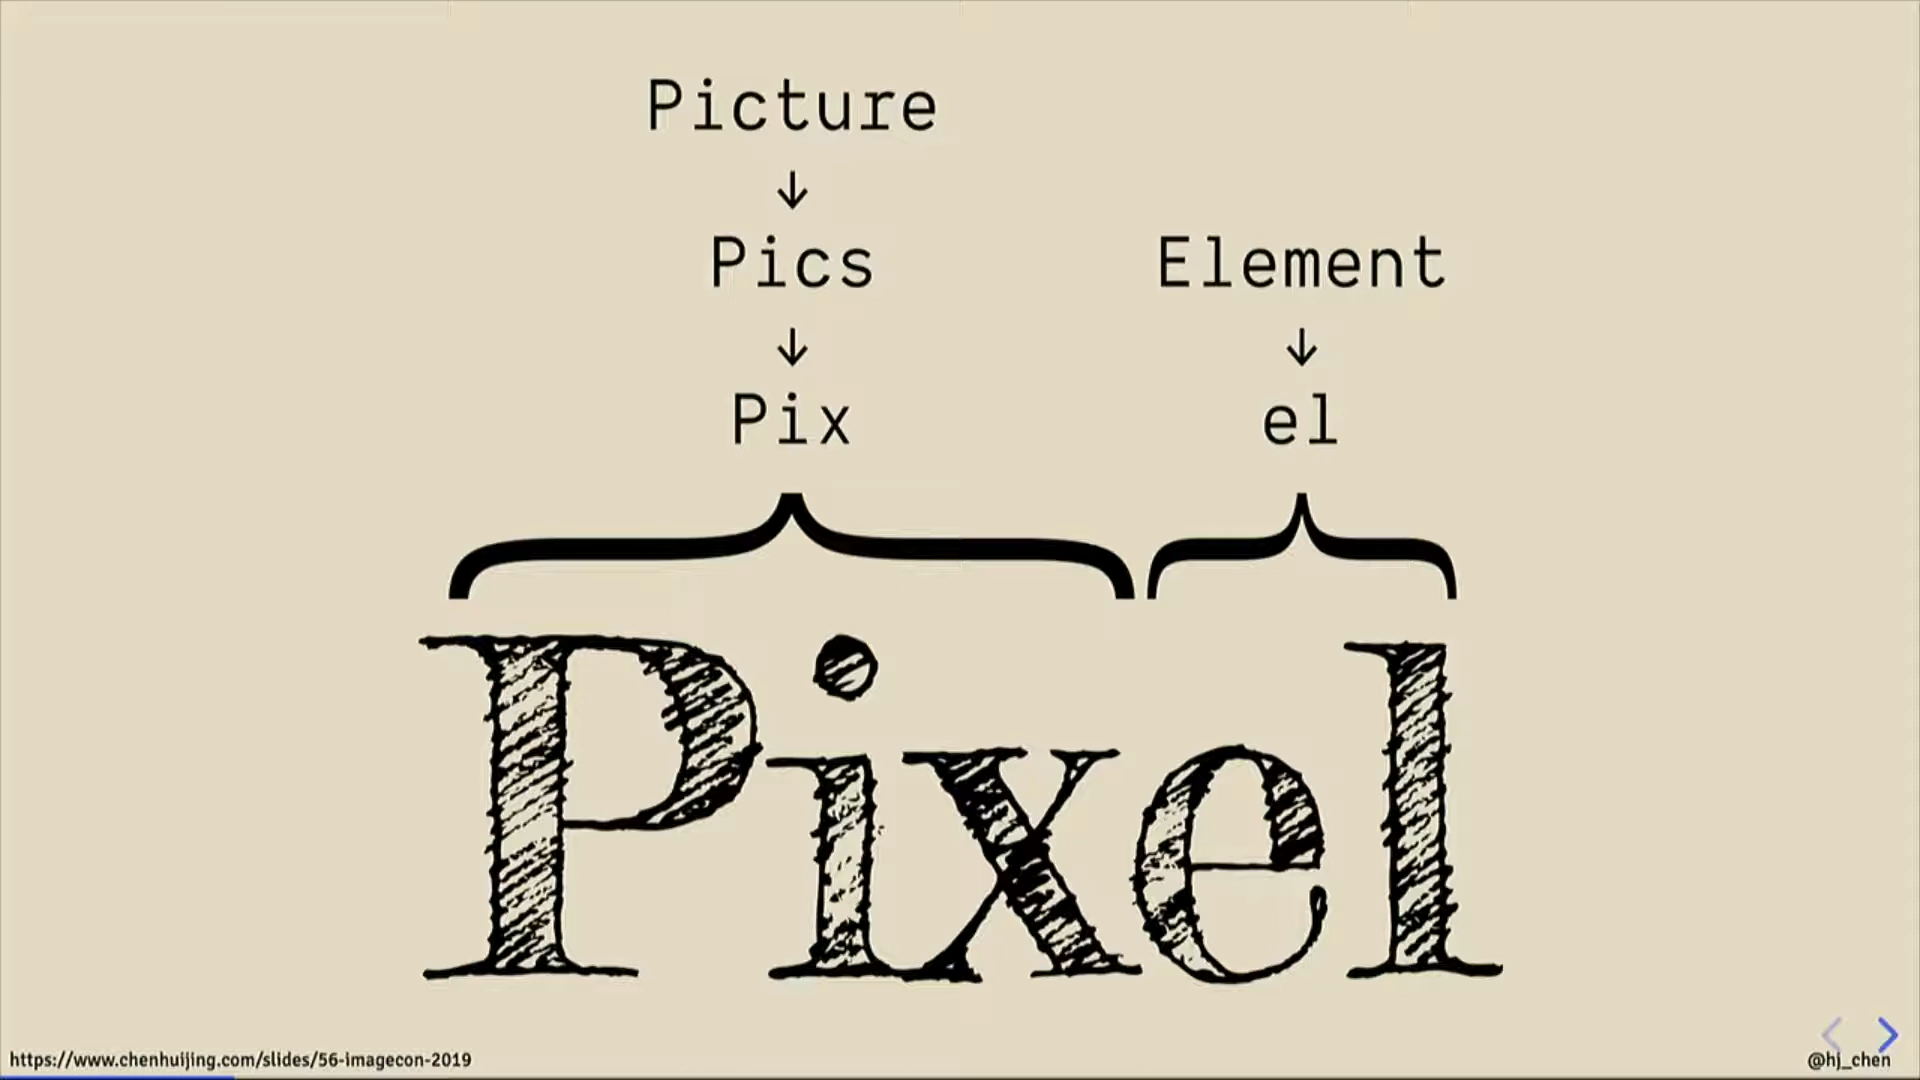 Picture
↓
Pics
Element
↓
↓
Pix
el
Pixel
https://www.chenhuijing.com/slides/56-imagecon-2019
@hj_chen